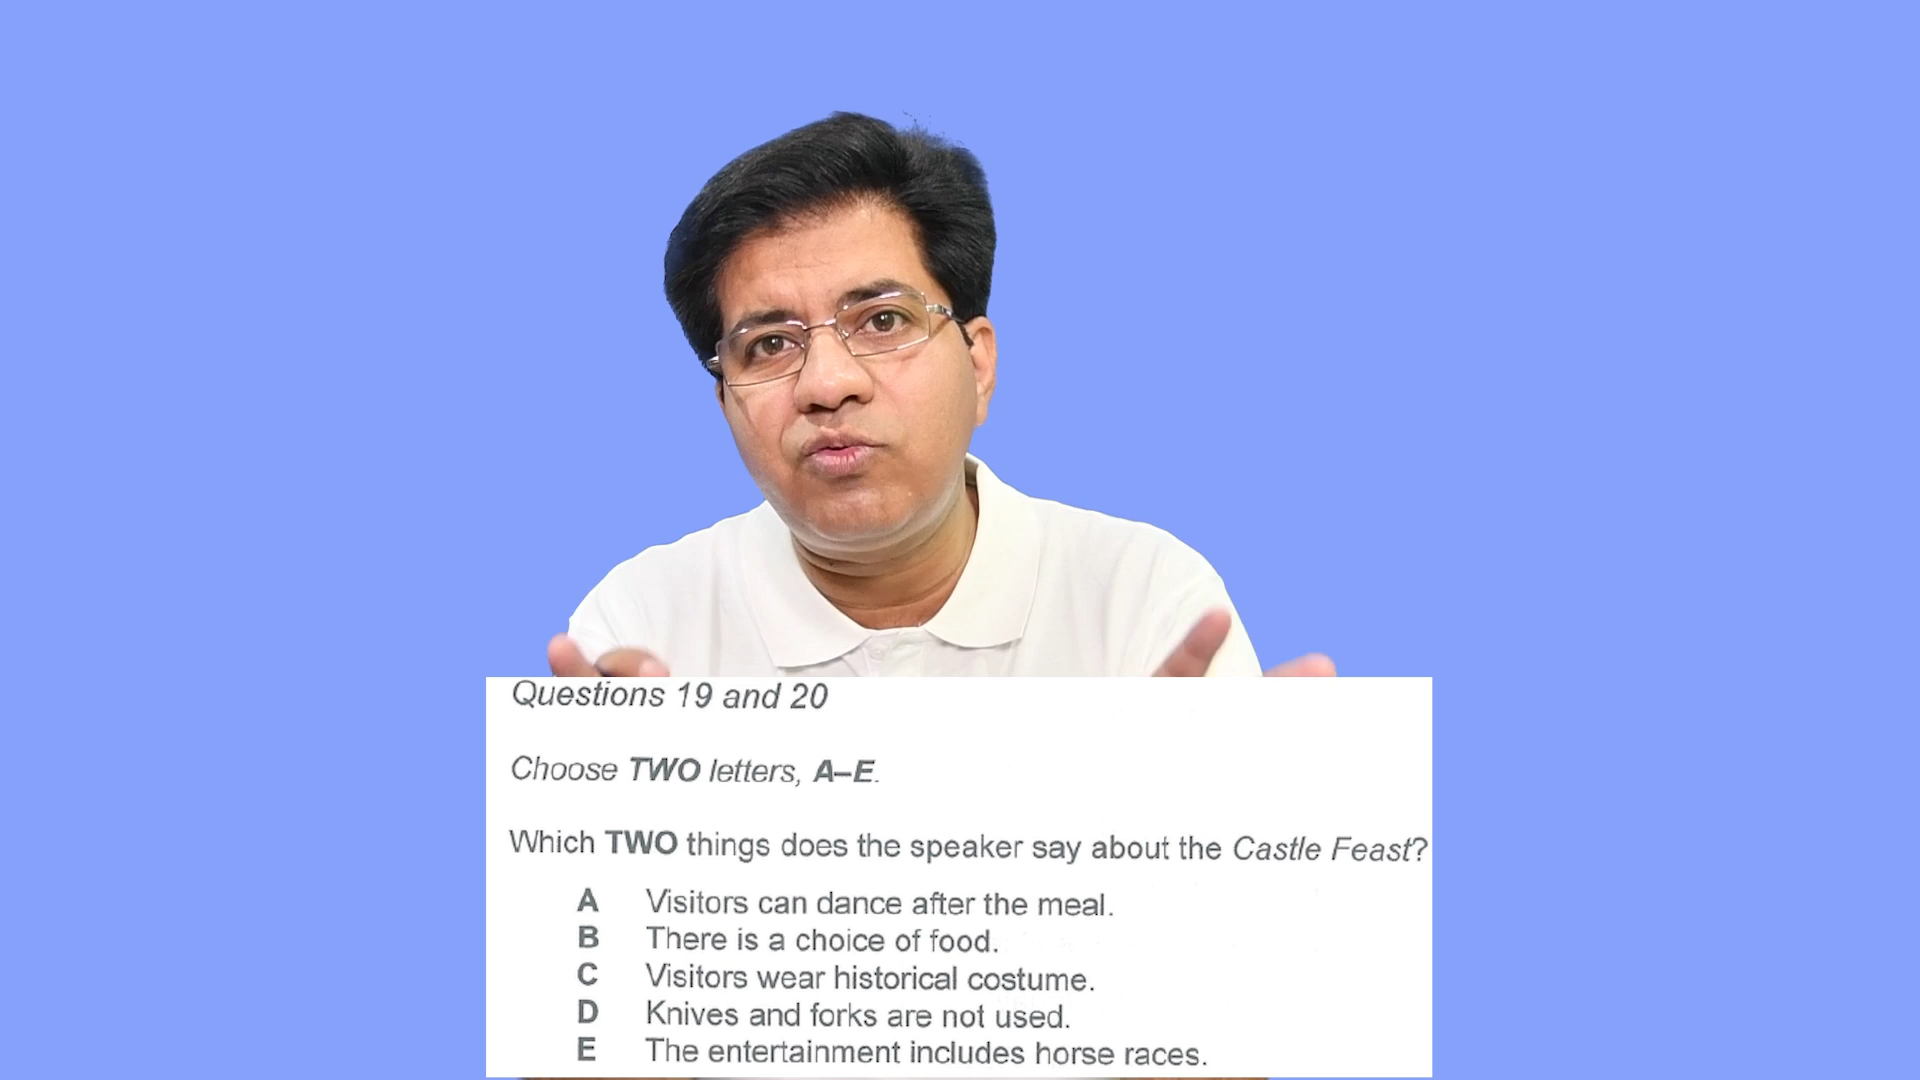 Questions 19 and 20
Choose TWO letters, A–E.
Which TWO things does the speaker say about the Castle Feast?
A Visitors can dance after the meal.
B There is a choice of food.
C Visitors wear historical costume.
D Knives and forks are not used.
E The entertainment includes horse races.